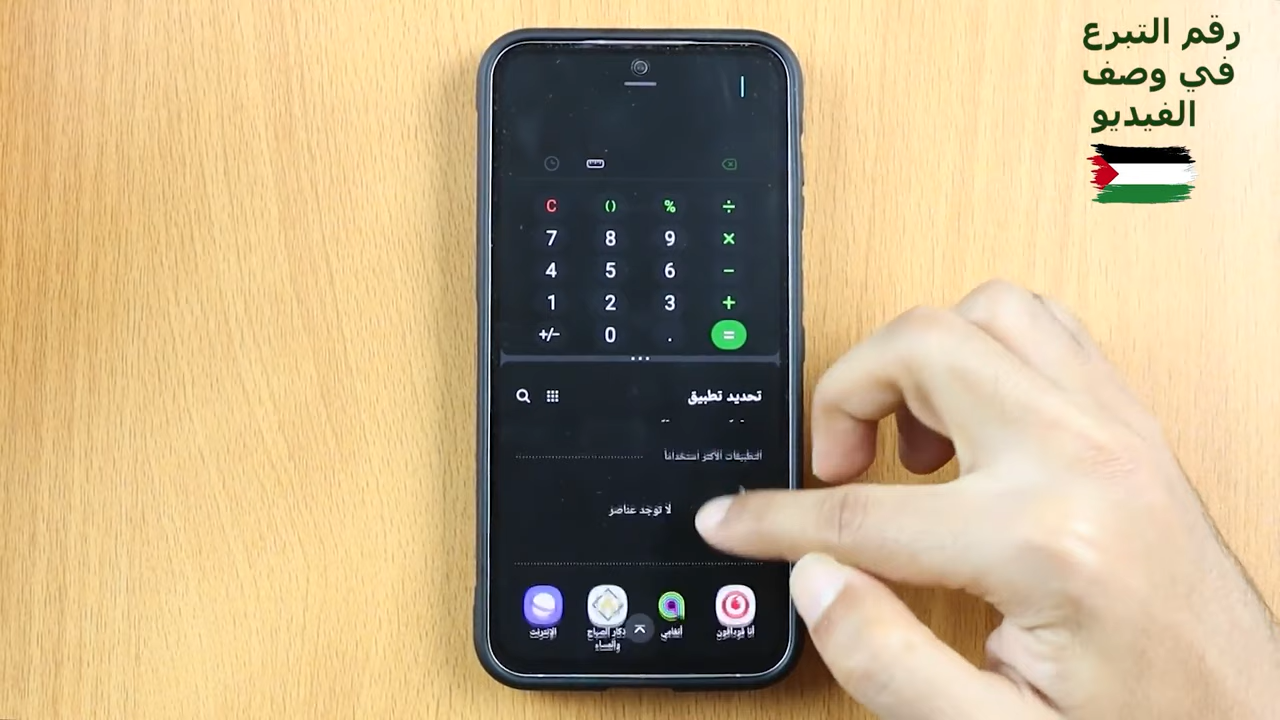 رقم التبرع
في وصف
الفيديو
C () % ÷
7 8 9 ×
4 5 6 −
1 2 3 +
+/− 0 . =
تحديد تطبيق
التطبيقات الأكثر استخداماً
لا توجد عناصر
أنا فودافون
أنغامي
والمساء
الإنترنت